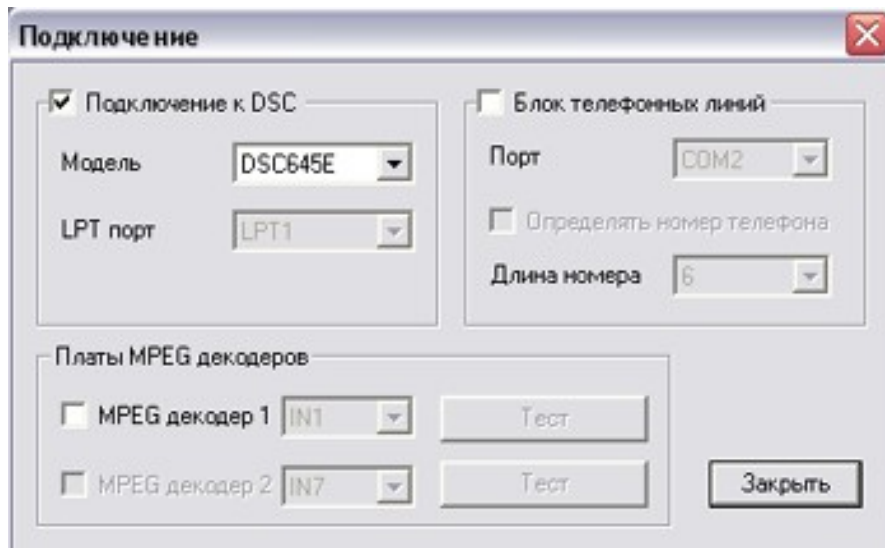 Подключение
Подключение к DSC
Модель DSC645E
LPT порт LPT1
Блок телефонных линий
Порт COM2
Определять номер телефона
Длина номера 6
Платы MPEG декодеров
MPEG декодер 1 IN1 Тест
MPEG декодер 2 IN7 Тест
Закрыть